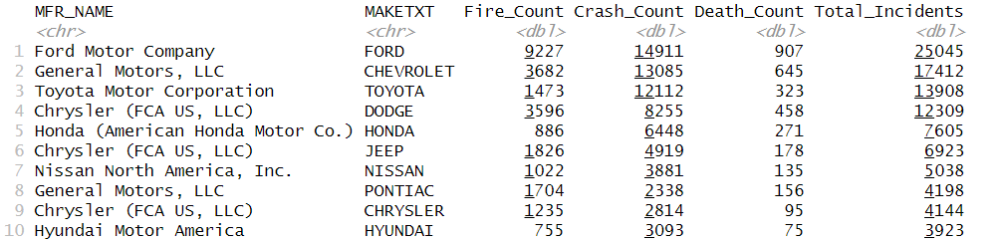 MFR_NAME MAKETXT Fire_Count Crash_Count Death_Count Total_Incidents
<chr> <chr> <dbl> <dbl> <dbl> <dbl>
1 Ford Motor Company FORD 9227 14911 907 25045
2 General Motors, LLC CHEVROLET 3682 13085 645 17412
3 Toyota Motor Corporation TOYOTA 1473 12112 323 13908
4 Chrysler (FCA US, LLC) DODGE 3596 8255 458 12309
5 Honda (American Honda Motor Co.) HONDA 886 6448 271 7605
6 Chrysler (FCA US, LLC) JEEP 1826 4919 178 6923
7 Nissan North America, Inc. NISSAN 1022 3881 135 5038
8 General Motors, LLC PONTIAC 1704 2338 156 4198
9 Chrysler (FCA US, LLC) CHRYSLER 1235 2814 95 4144
10 Hyundai Motor America HYUNDAI 755 3093 75 3923